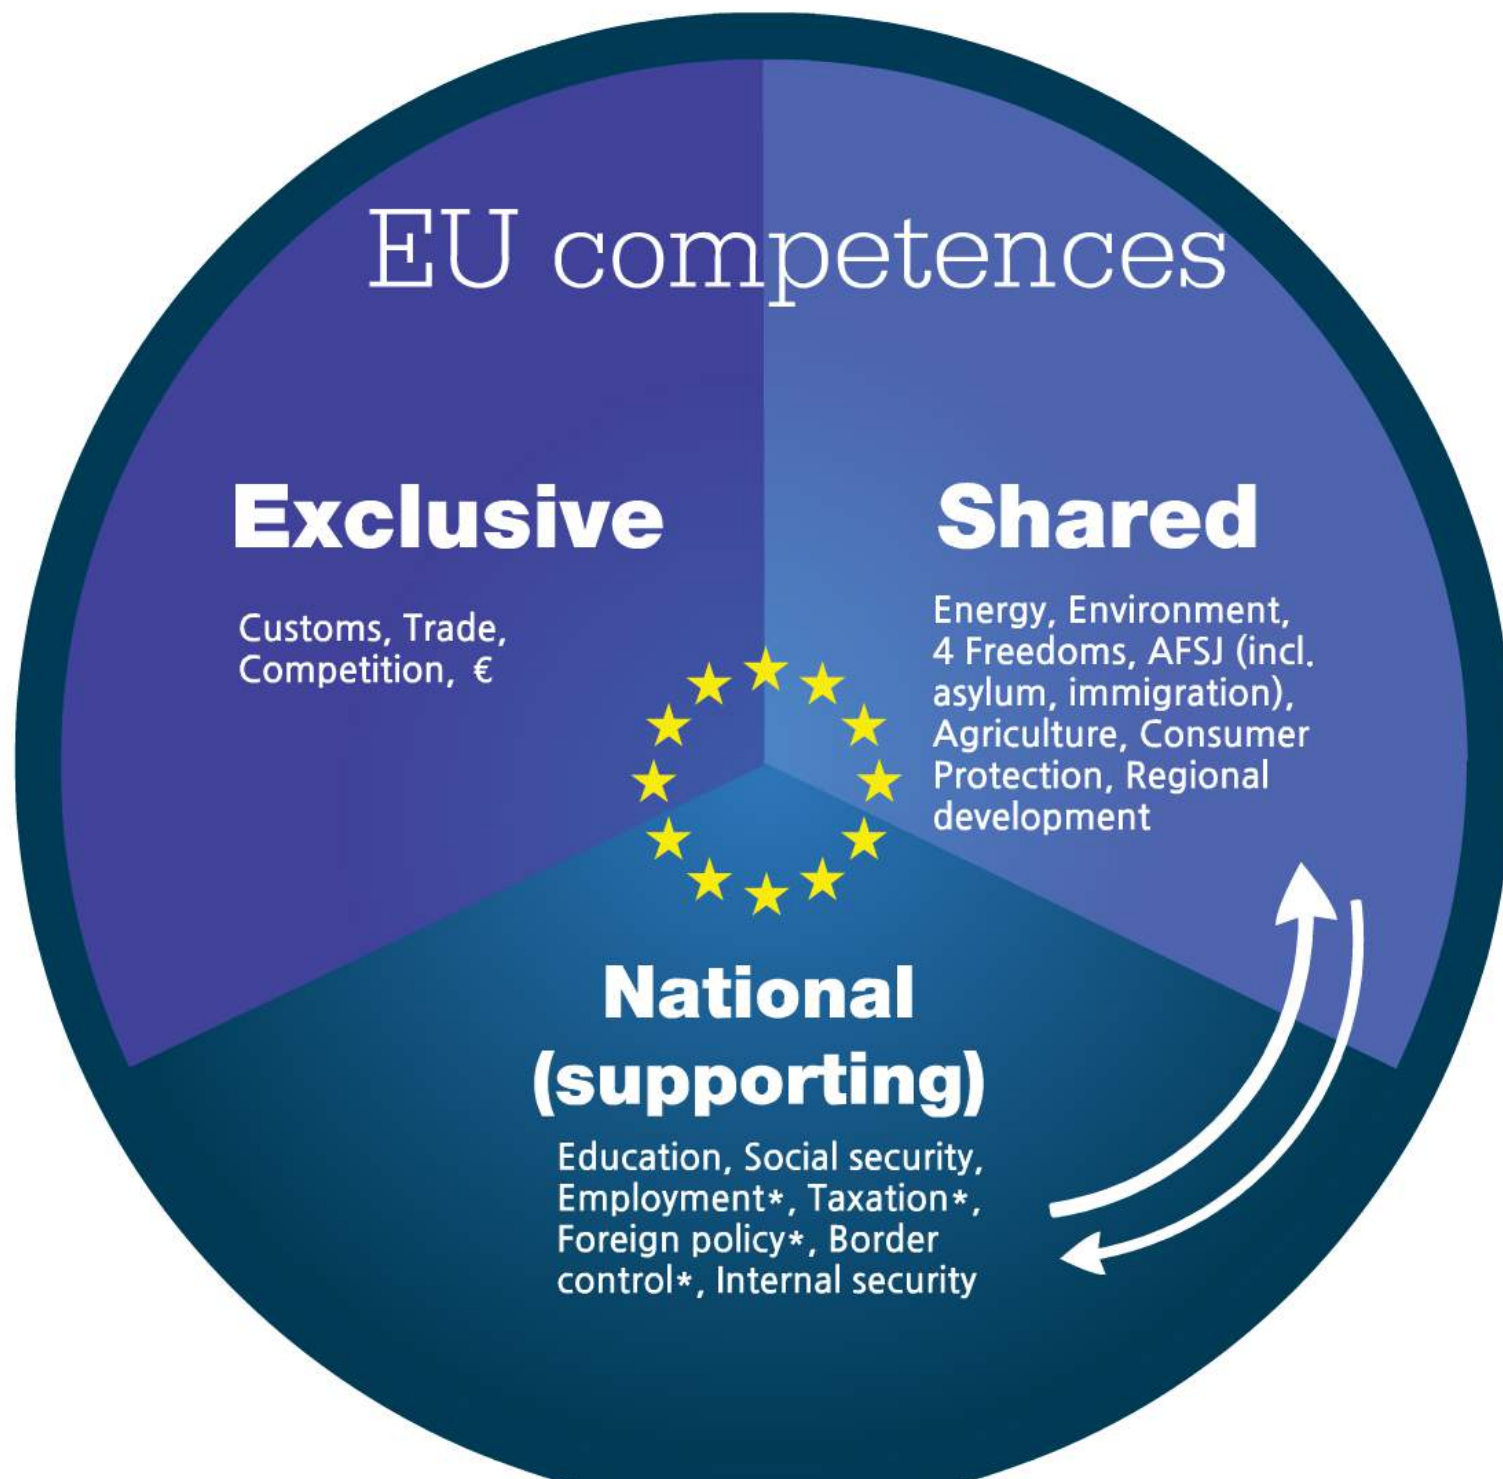 EU competences
Exclusive
Customs, Trade,
Competition, €
Shared
Energy, Environment,
4 Freedoms, AFSJ (incl.
asylum, immigration),
Agriculture, Consumer
Protection, Regional
development
National
(supporting)
Education, Social security,
Employment*, Taxation*,
Foreign policy*, Border
control*, Internal security